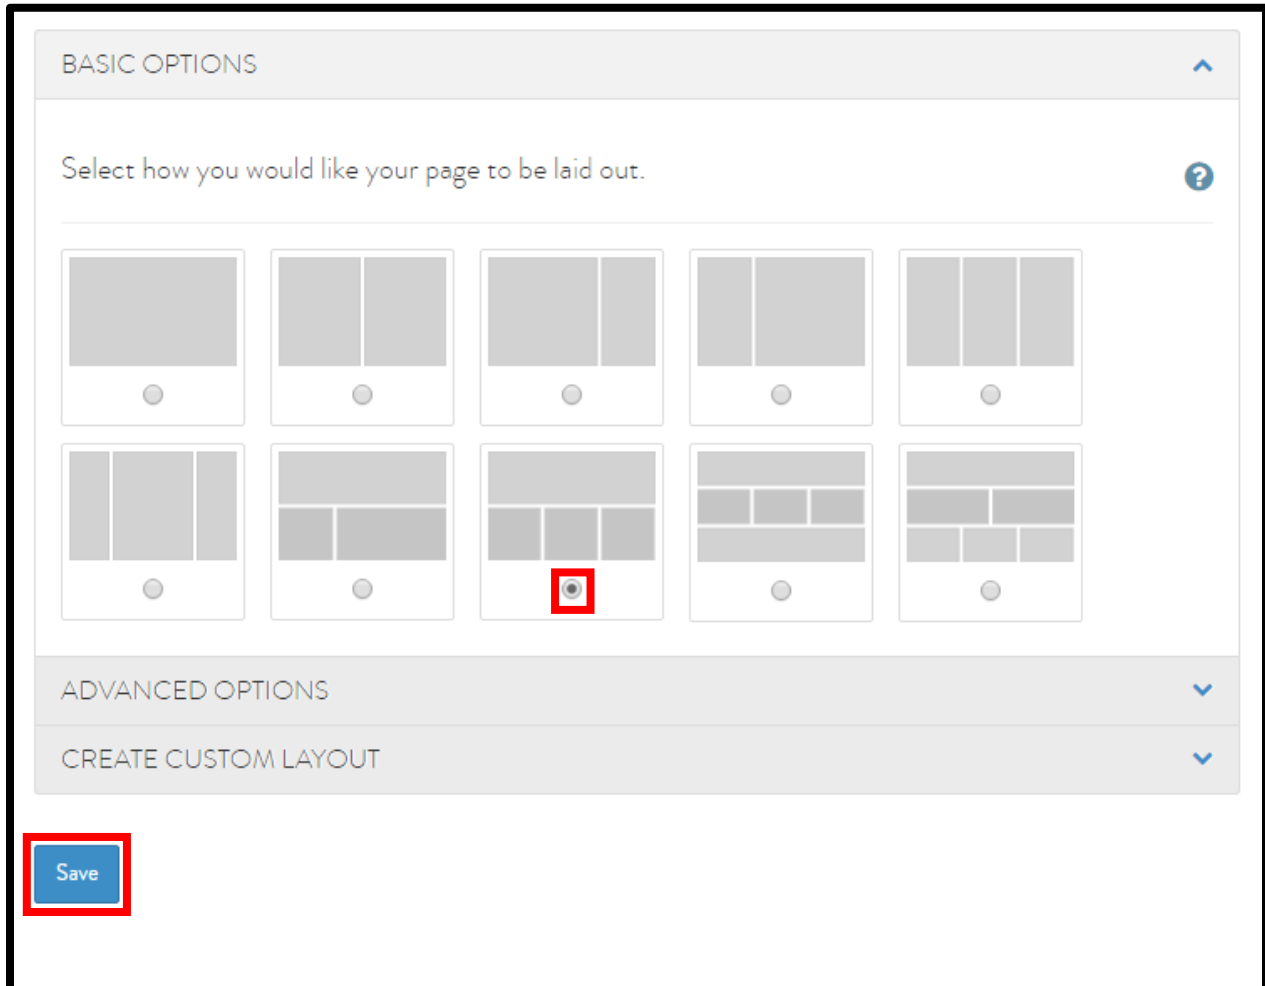 BASIC OPTIONS
Select how you would like your page to be laid out.
?
ADVANCED OPTIONS
CREATE CUSTOM LAYOUT
Save